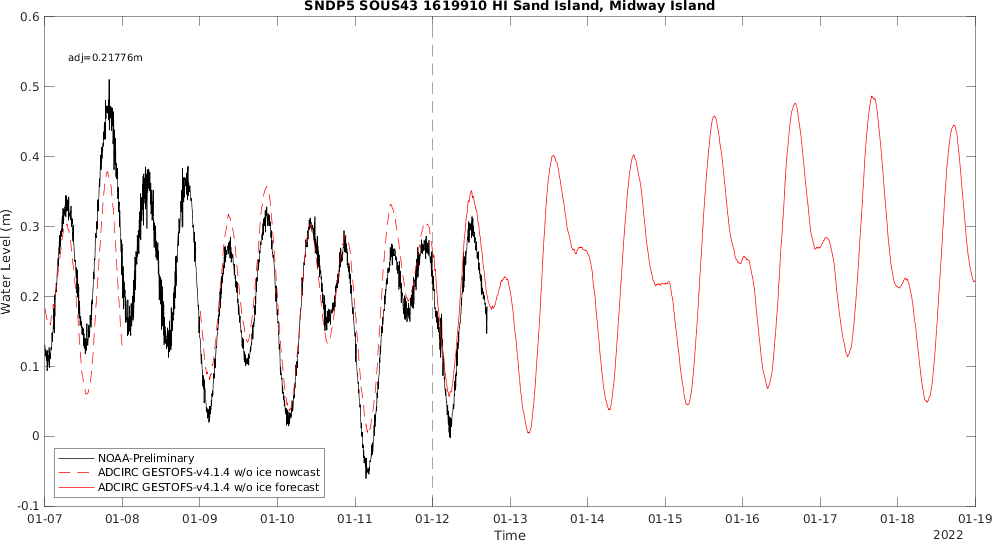 SNDP5 SOUS43 1619910 HI Sand Island, Midway Island
adj=0.21776m
Water Level (m)
0.6
0.5
0.4
0.3
0.2
0.1
0
-0.1
NOAA-Preliminary
ADCIRC GESTOFS-v4.1.4 w/o ice nowcast
ADCIRC GESTOFS-v4.1.4 w/o ice forecast
01-07 01-08 01-09 01-10 01-11 01-12 01-13 01-14 01-15 01-16 01-17 01-18 01-19
Time
2022